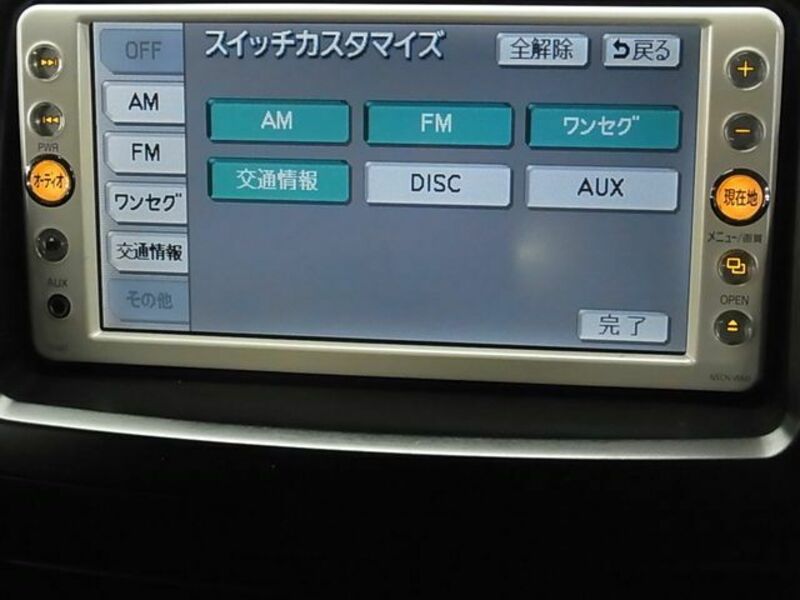 OFF
スイッチカスタマイズ
全解除
戻る
AM
FM
ワンセグ
交通情報
その他
AM
FM
ワンセグ
交通情報
DISC
AUX
完了
PWR
オーディオ
AUX
現在地
メニュー/画質
OPEN